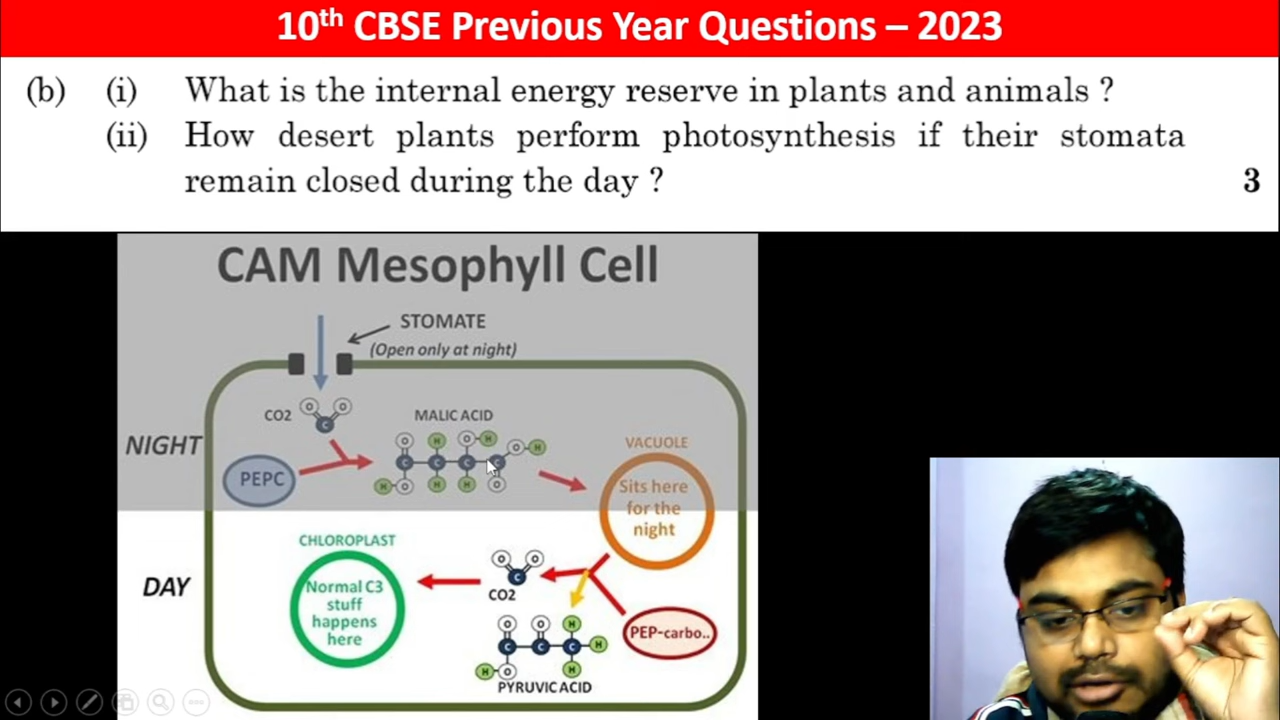 10th CBSE Previous Year Questions – 2023
(b) (i) What is the internal energy reserve in plants and animals ?
(ii) How desert plants perform photosynthesis if their stomata
remain closed during the day ? 3
CAM Mesophyll Cell
STOMATE
(Open only at night)
CO2
O O
C
MALIC ACID
O H O H O H
C C C C
H O H H O
NIGHT
PEPC
VACUOLE
Sits here
for the
night
CHLOROPLAST
Normal C3
stuff
happens
here
DAY
O O
C
CO2
PEP-carbo..
O O H
C C C H
H O H
PYRUVIC ACID